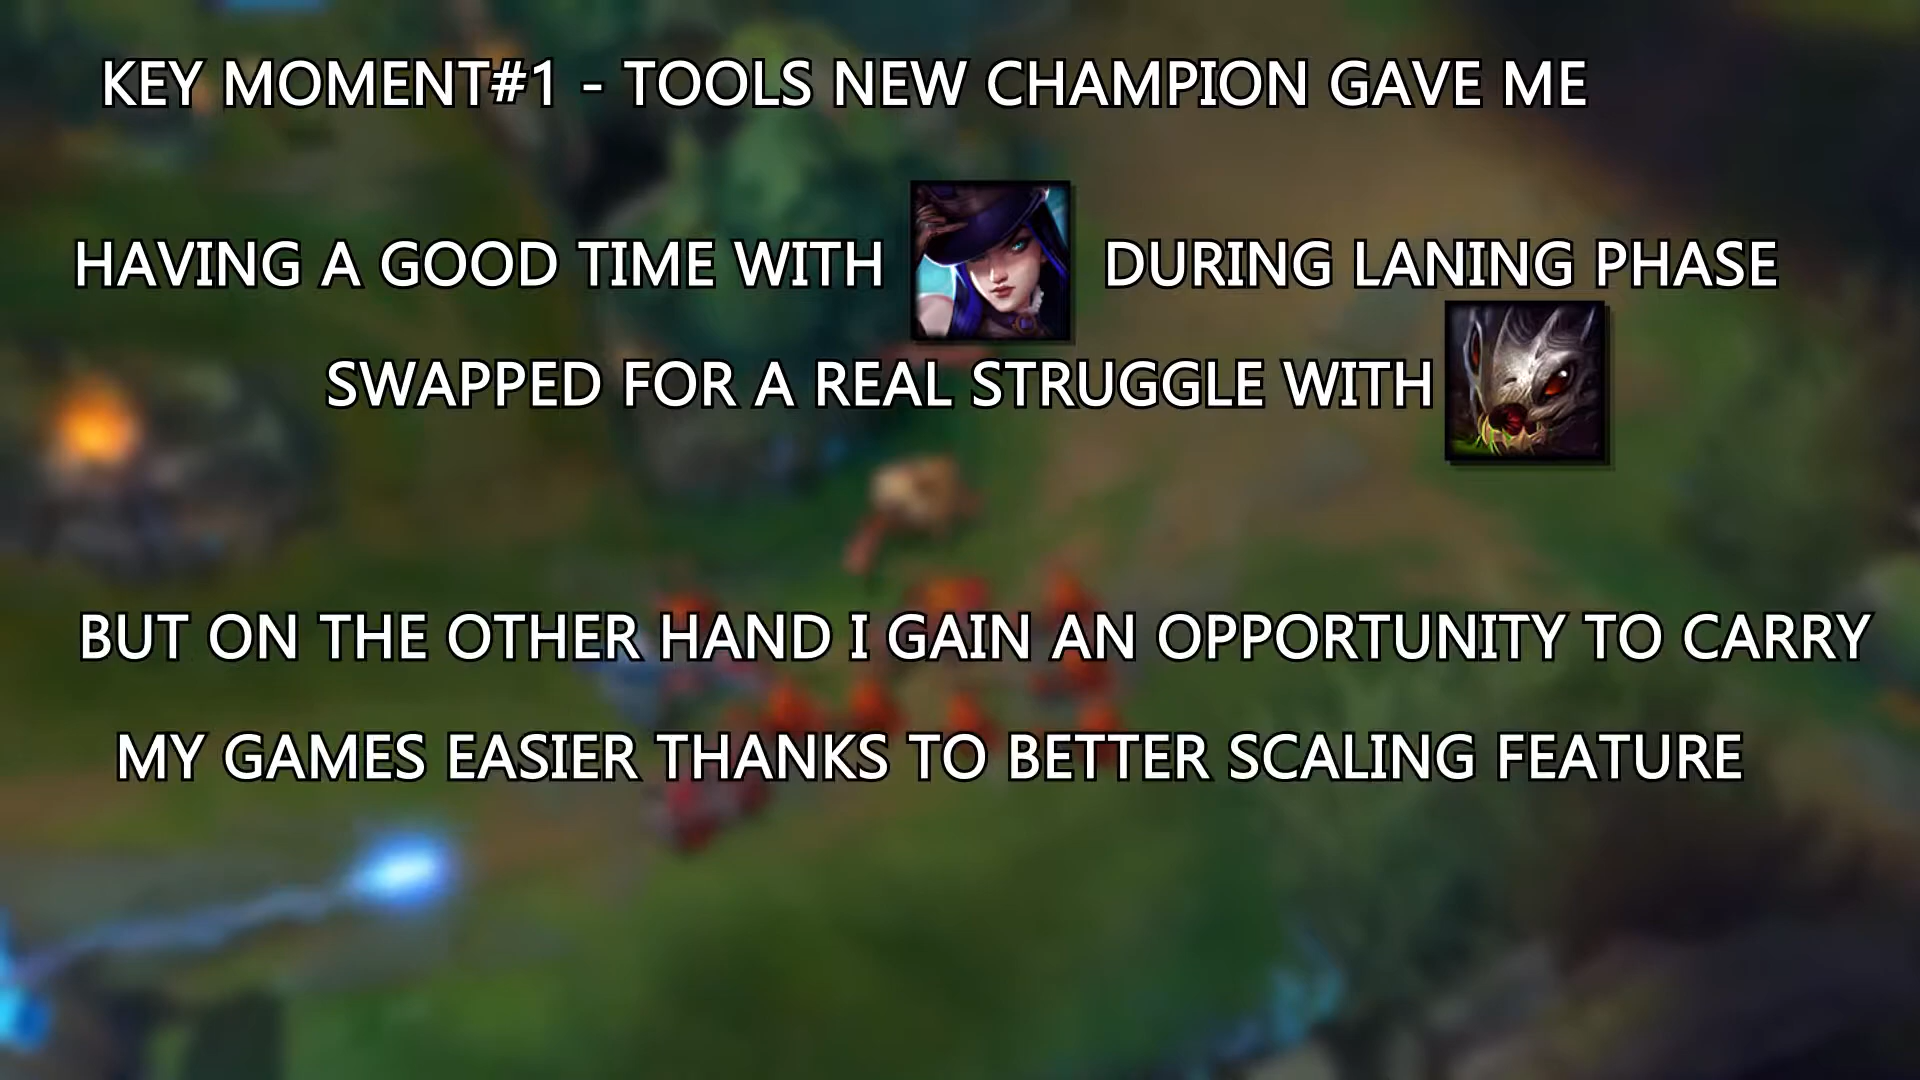 KEY MOMENT#1 - TOOLS NEW CHAMPION GAVE ME
HAVING A GOOD TIME WITH DURING LANING PHASE
SWAPPED FOR A REAL STRUGGLE WITH
BUT ON THE OTHER HAND I GAIN AN OPPORTUNITY TO CARRY
MY GAMES EASIER THANKS TO BETTER SCALING FEATURE